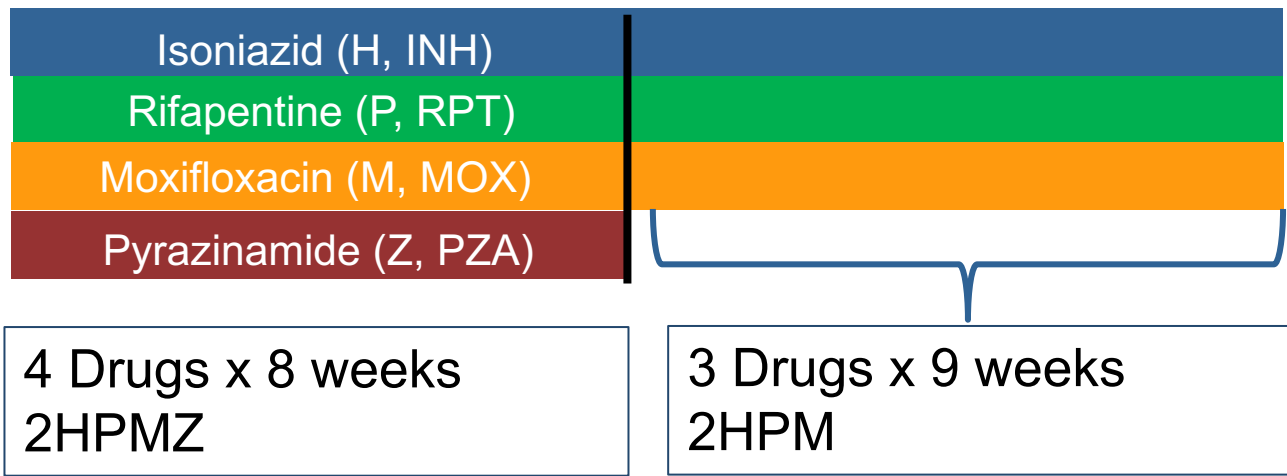 Isoniazid (H, INH)
Rifapentine (P, RPT)
Moxifloxacin (M, MOX)
Pyrazinamide (Z, PZA)
4 Drugs x 8 weeks
2HPMZ
3 Drugs x 9 weeks
2HPM